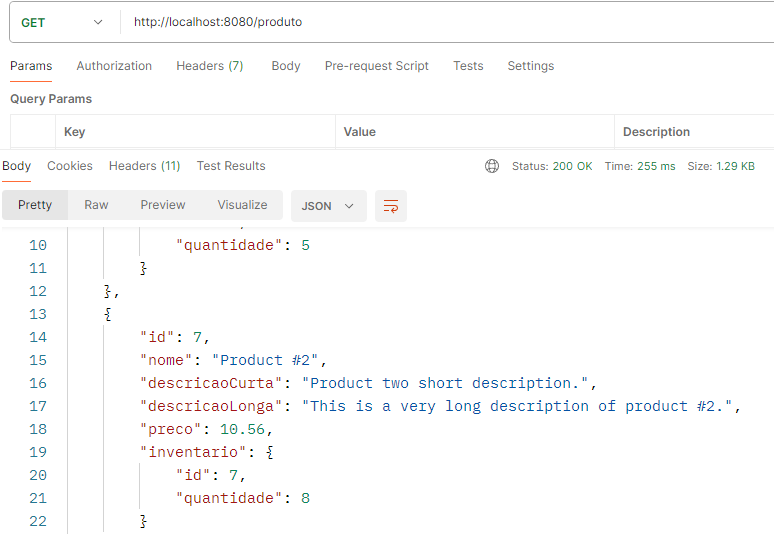 GET http://localhost:8080/produto
Params Authorization Headers (7) Body Pre-request Script Tests Settings
Query Params
Key Value Description
Body Cookies Headers (11) Test Results Status: 200 OK Time: 255 ms Size: 1.29 KB
Pretty Raw Preview Visualize JSON
10 "quantidade": 5
11 }
12 },
13 {
14 "id": 7,
15 "nome": "Product #2",
16 "descricaoCurta": "Product two short description.",
17 "descricaoLonga": "This is a very long description of product #2.",
18 "preco": 10.56,
19 "inventario": {
20 "id": 7,
21 "quantidade": 8
22 }